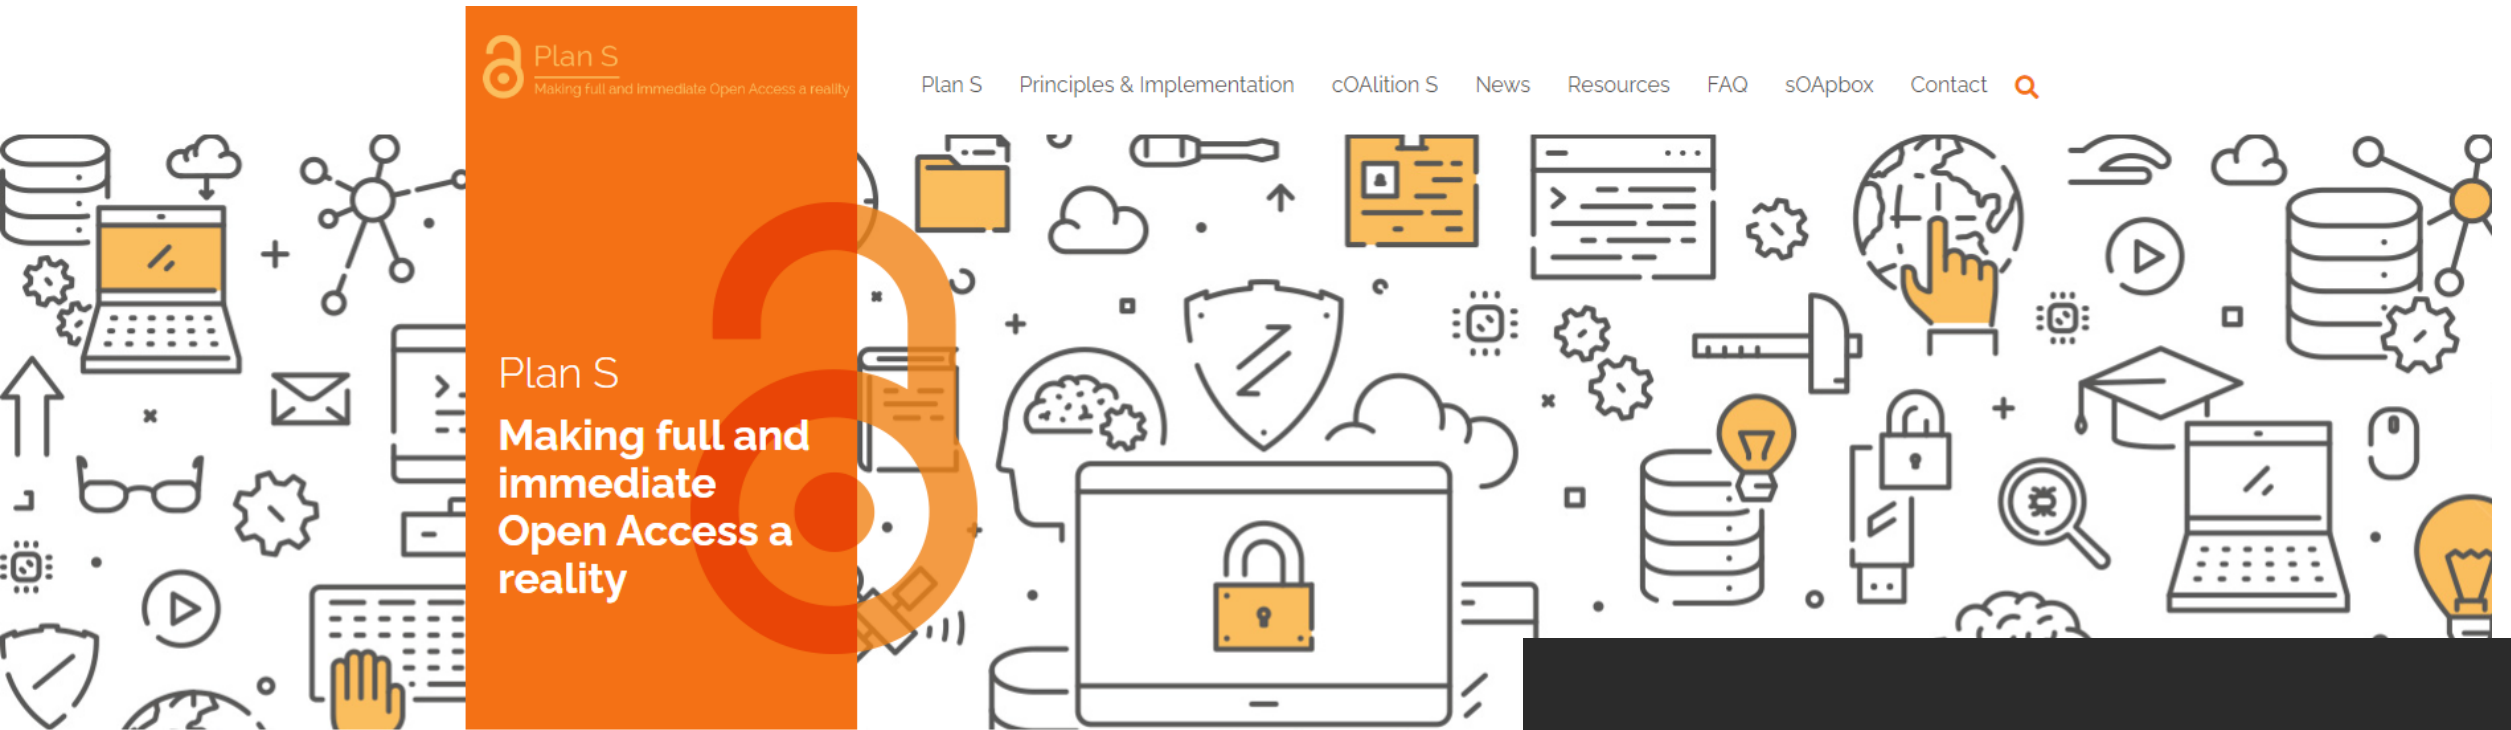 Plan S
Making full and Immediate Open Access a reality
Plan S Principles & Implementation cOAlition S News Resources FAQ sOApbox Contact
Plan S
Making full and
immediate
Open Access a
reality